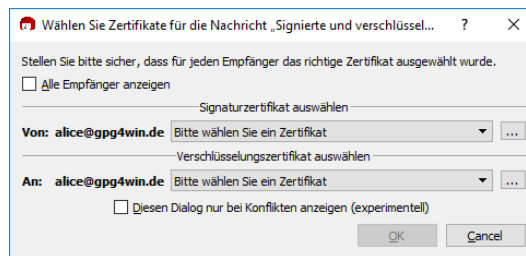 Wählen Sie Zertifikate für die Nachricht „Signierte und verschlüssel...
Stellen Sie bitte sicher, dass für jeden Empfänger das richtige Zertifikat ausgewählt wurde.
Alle Empfänger anzeigen
Signaturzertifikat auswählen
Von: alice@gpg4win.de Bitte wählen Sie ein Zertifikat ...
Verschlüsselungszertifikat auswählen
An: alice@gpg4win.de Bitte wählen Sie ein Zertifikat ...
Diesen Dialog nur bei Konflikten anzeigen (experimentell)
OK Cancel